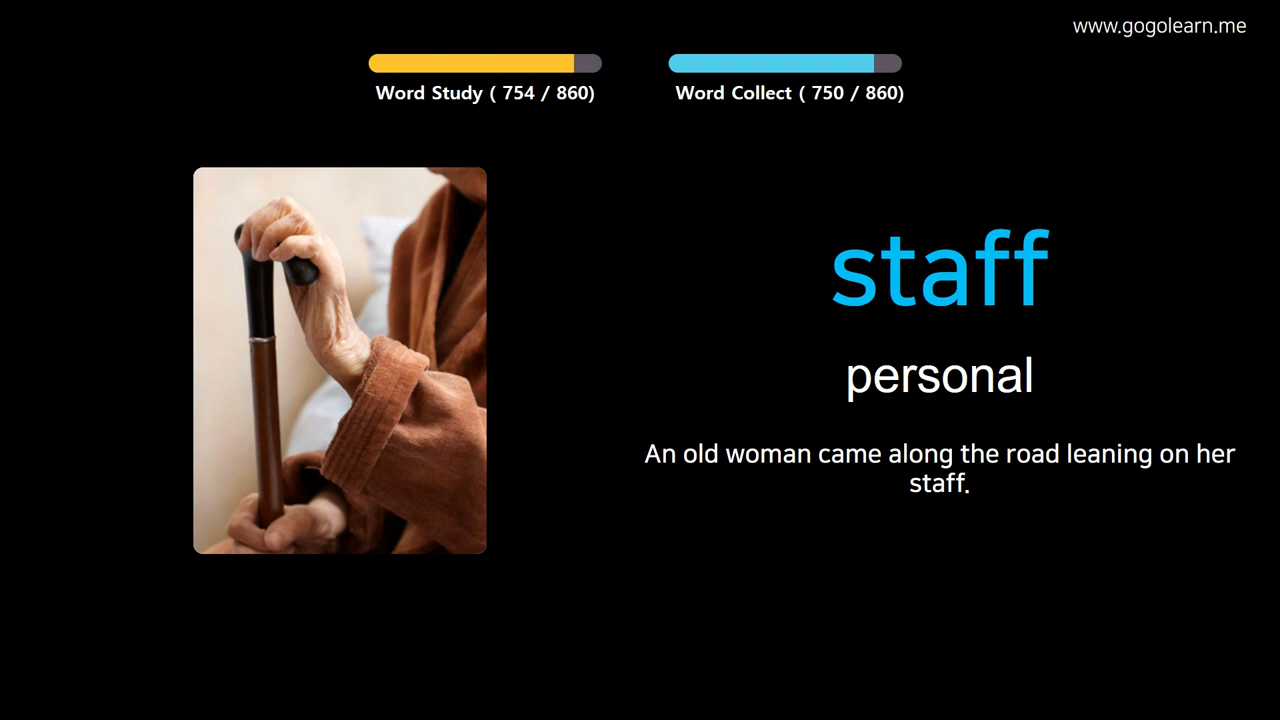 www.gogolearn.me
Word Study ( 754 / 860)
Word Collect ( 750 / 860)
staff
personal
An old woman came along the road leaning on her
staff.